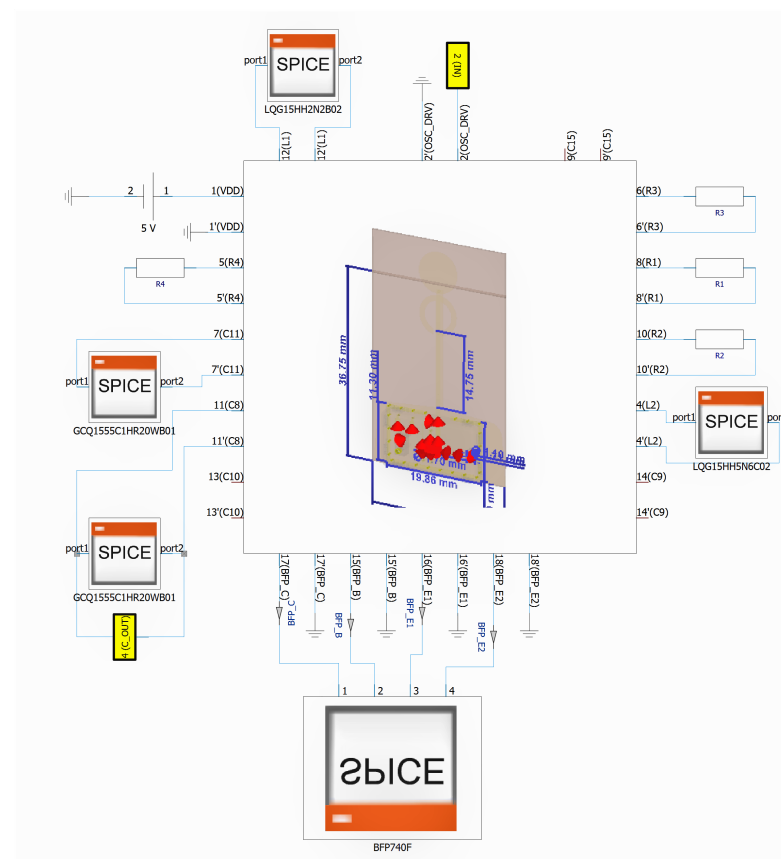 2 (IN)
port1 SPICE port2
LQG15HH2N2B02
12(L1)
12'(L1)
2'(OSC_DRV)
2(OSC_DRV)
9(C15)
9'(C15)
2
1
5 V
1(VDD)
1'(VDD)
5(R4)
R4
5'(R4)
7(C11)
7'(C11)
port1 SPICE port2
GCQ1555C1HR20WB01
11(C8)
11'(C8)
13(C10)
13'(C10)
port1 SPICE port2
GCQ1555C1HR20WB01
4 (C_OUT)
36.75 mm
11.30 mm
14.75 mm
19.86 mm
6(R3)
R3
6'(R3)
8(R1)
R1
8'(R1)
10(R2)
R2
10'(R2)
4(L2)
port1 SPICE por
4'(L2)
LQG15HH5N6C02
14(C9)
14'(C9)
17(BFP_C)
17'(BFP_C)
15(BFP_B)
15'(BFP_B)
16(BFP_E1)
16'(BFP_E1)
18(BFP_E2)
18'(BFP_E2)
BFP_C
BFP_B
BFP_E1
BFP_E2
1
2
3
4
SPICE
BFP740F